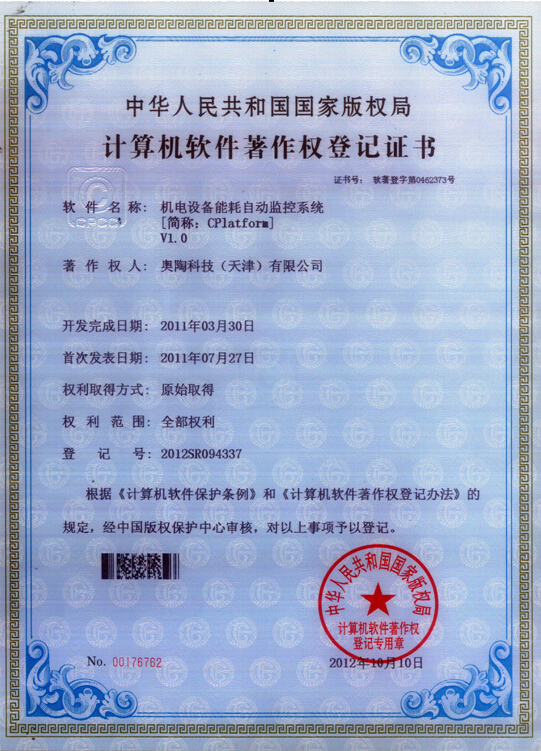 中华人民共和国国家版权局
计算机软件著作权登记证书
证书号： 软著登字第0462373号
CPCC
软件名称： 机电设备能耗自动监控系统
[简称：CPlatform]
V1.0
著作权人： 奥陶科技（天津）有限公司
开发完成日期： 2011年03月30日
首次发表日期： 2011年07月27日
权利取得方式： 原始取得
权利范围： 全部权利
登记号： 2012SR094337
根据《计算机软件保护条例》和《计算机软件著作权登记办法》的
规定，经中国版权保护中心审核，对以上事项予以登记。
中华人民共和国国家版权局
计算机软件著作权
登记专用章
No. 00176762
2012年10月10日